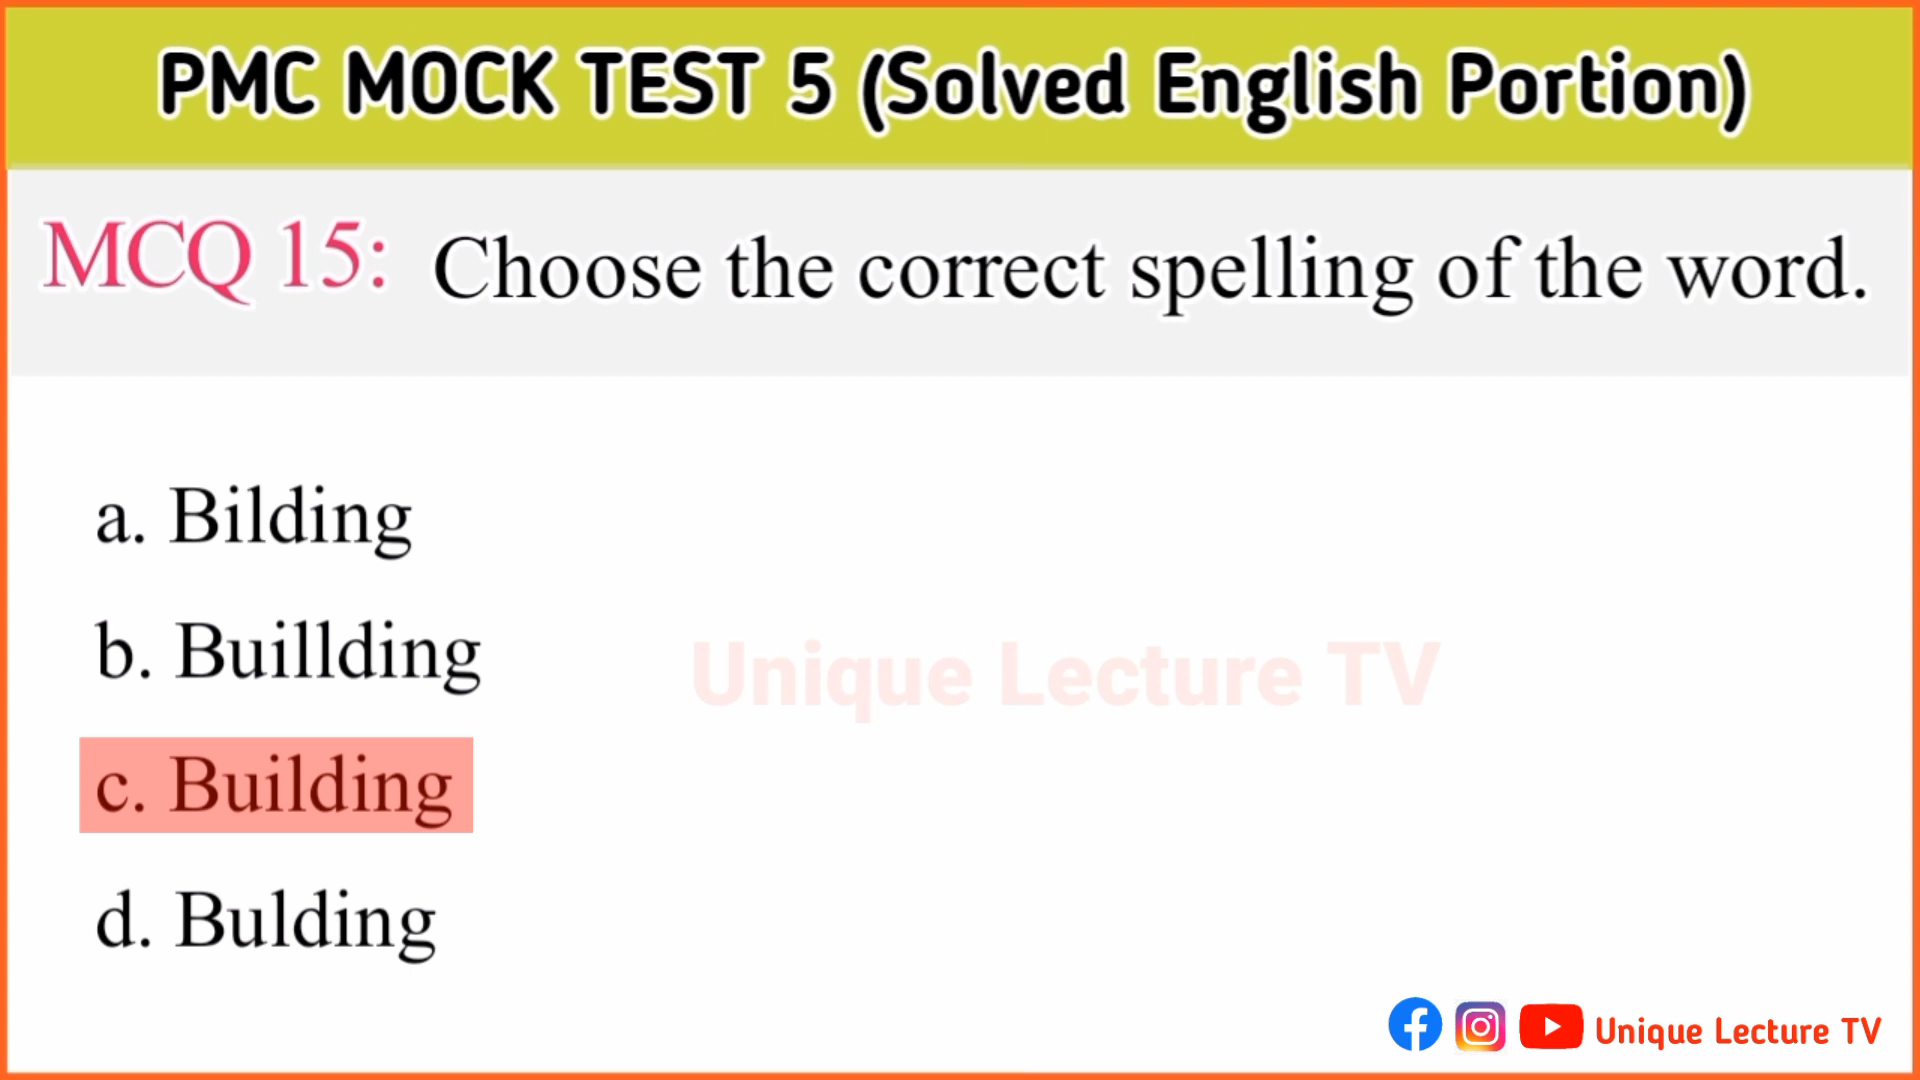 PMC MOCK TEST 5 (Solved English Portion)
MCQ 15: Choose the correct spelling of the word.
a. Bilding
b. Buillding
Unique Lecture TV
c. Building
d. Bulding
Unique Lecture TV